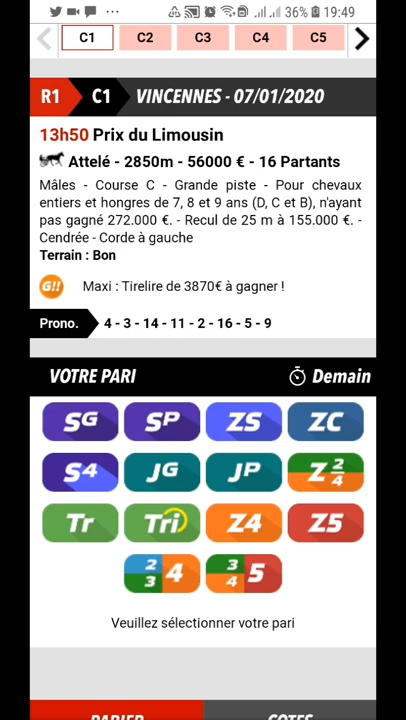 36% 19:49
C1 C2 C3 C4 C5
R1 C1 VINCENNES - 07/01/2020
13h50 Prix du Limousin
Attelé - 2850m - 56000 € - 16 Partants
Mâles - Course C - Grande piste - Pour chevaux
entiers et hongres de 7, 8 et 9 ans (D, C et B), n'ayant
pas gagné 272.000 €. - Recul de 25 m à 155.000 €. -
Cendrée - Corde à gauche
Terrain : Bon
G!! Maxi : Tirelire de 3870€ à gagner !
Prono. 4 - 3 - 14 - 11 - 2 - 16 - 5 - 9
VOTRE PARI Demain
SG SP ZS ZC
S4 JG JP Z 2/4
Tr Tri Z4 Z5
2/3 4 3/4 5
Veuillez sélectionner votre pari
PAPIER COTES